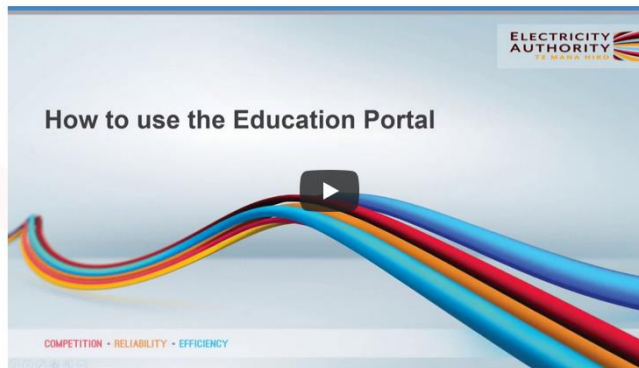 ELECTRICITY
AUTHORITY
TE MANA HIKO
How to use the Education Portal
COMPETITION • RELIABILITY • EFFICIENCY